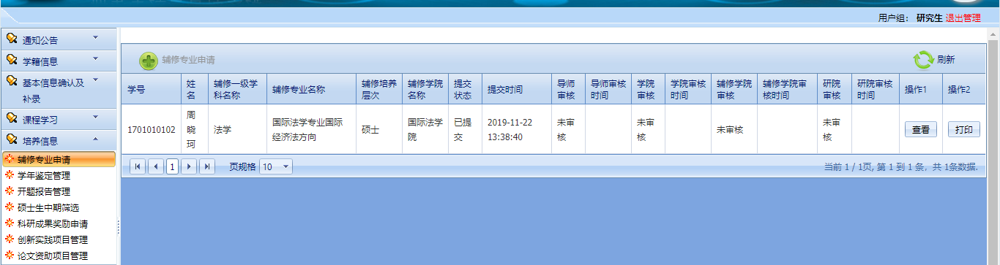 用户组： 研究生 退出管理
通知公告
学籍信息
基本信息确认及
补录
课程学习
培养信息
辅修专业申请
学年鉴定管理
开题报告管理
硕士生中期筛选
科研成果奖励申请
创新实践项目管理
论文资助项目管理
辅修专业申请
刷新
学号
姓
名
辅修一级学
科名称
辅修专业名称
辅修培养
层次
辅修学院
名称
提交
状态
提交时间
导师
审核
导师审核
时间
学院
审核
学院审核
时间
辅修学院
审核
辅修学院审
核时间
研院
审核
研院审核
时间
操作1
操作2
1701010102
周
晓
珂
法学
国际法学专业国际
经济法方向
硕士
国际法学
院
已提
交
2019-11-22
13:38:40
未审
核
未审
核
未审核
未审
核
查看
打印
1
页规格 10
当前 1 / 1页, 第 1 到 1 条，共 1条数据.